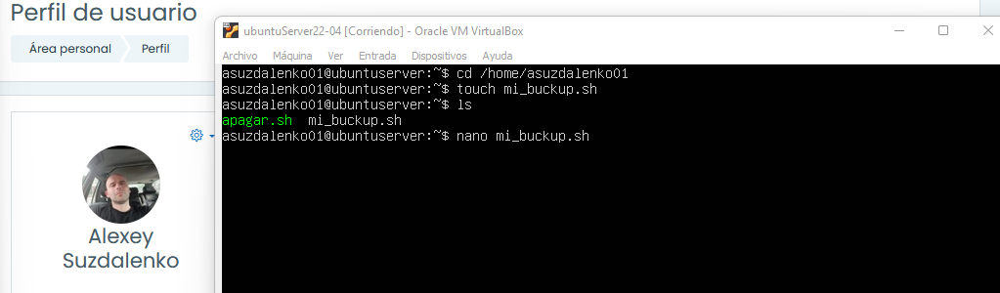 Perfil de usuario
Área personal
Perfil
Alexey
Suzdalenko
ubuntuServer22-04 [Corriendo] - Oracle VM VirtualBox
Archivo Máquina Ver Entrada Dispositivos Ayuda
asuzdalenko01@ubuntuserver:~$ cd /home/asuzdalenko01
asuzdalenko01@ubuntuserver:~$ touch mi_buckup.sh
asuzdalenko01@ubuntuserver:~$ ls
apagar.sh  mi_buckup.sh
asuzdalenko01@ubuntuserver:~$ nano mi_buckup.sh